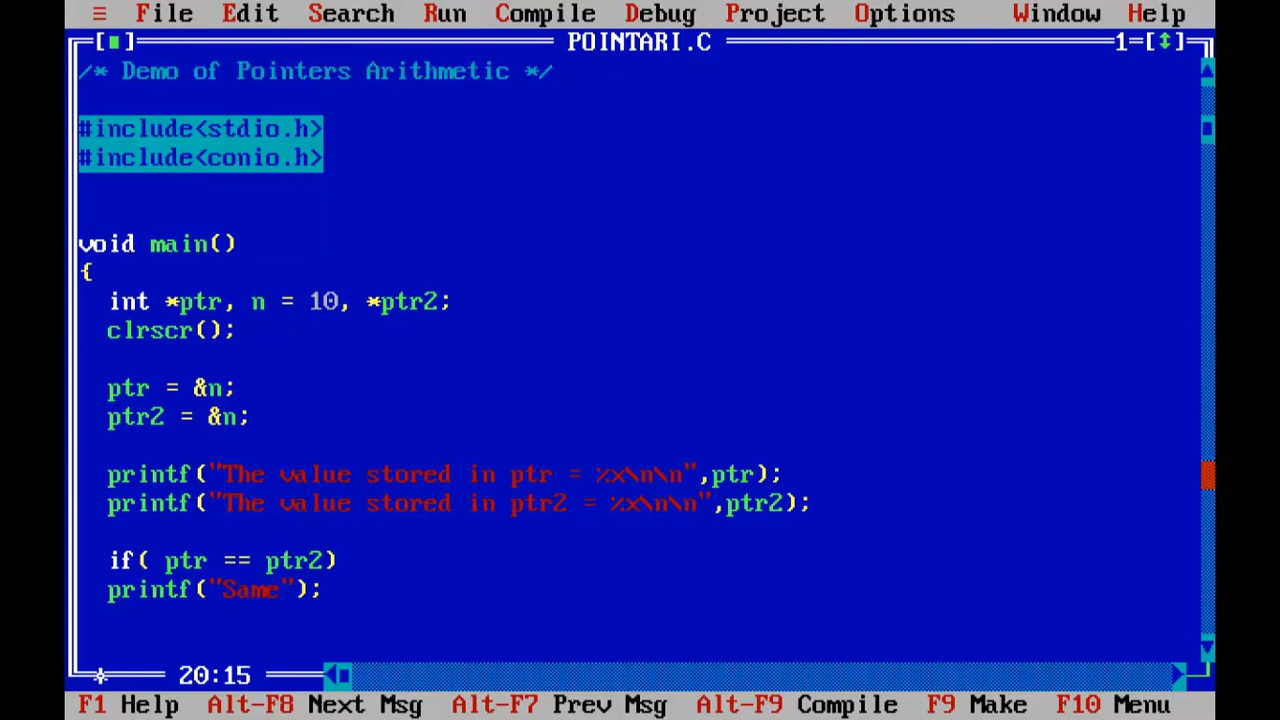 ≡ File Edit Search Run Compile Debug Project Options Window Help
[■] POINTARI.C 1=[↕]
/* Demo of Pointers Arithmetic */
#include<stdio.h>
#include<conio.h>
void main()
{
int *ptr, n = 10, *ptr2;
clrscr();
ptr = &n;
ptr2 = &n;
printf("The value stored in ptr = %x\n\n",ptr);
printf("The value stored in ptr2 = %x\n\n",ptr2);
if( ptr == ptr2)
printf("Same");
* 20:15
F1 Help Alt-F8 Next Msg Alt-F7 Prev Msg Alt-F9 Compile F9 Make F10 Menu